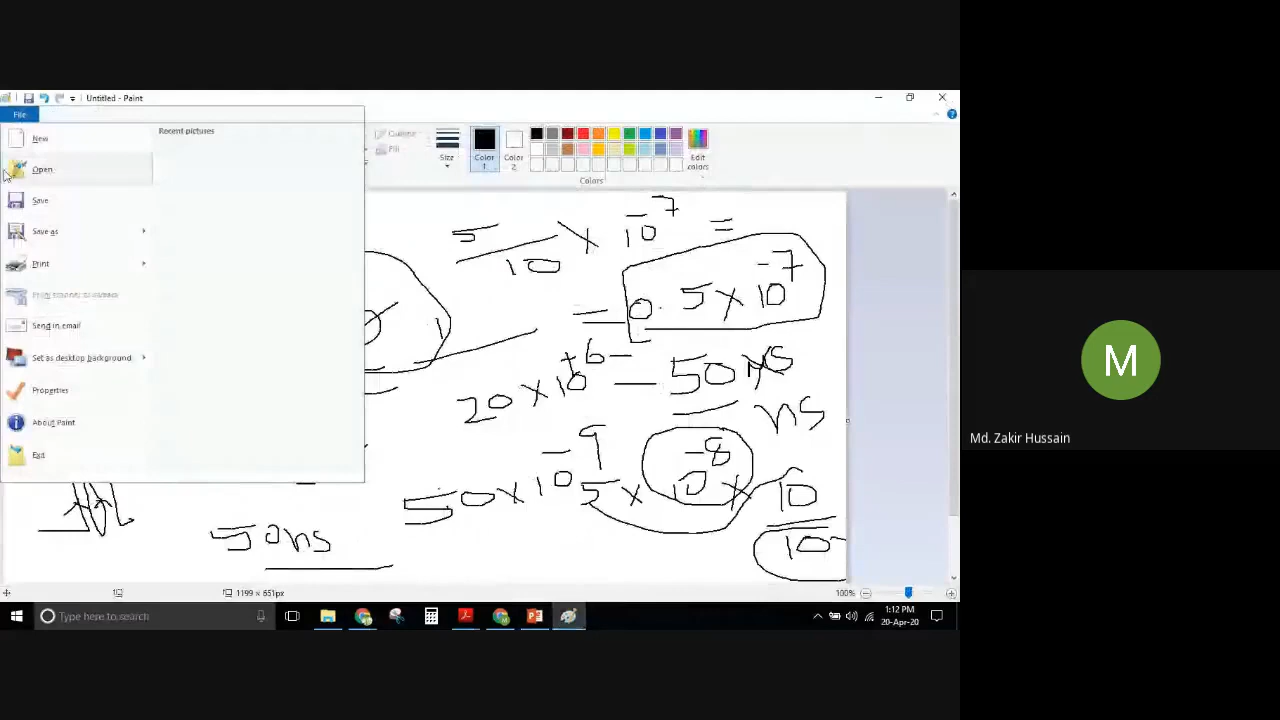 Untitled - Paint
File
Recent pictures
New
Open
Save
Save as
Print
Send in email
Set as desktop background
Properties
About Paint
Exit
Outline
Fill
Size
Color
1
Color
2
Edit
colors
Colors
5/10 × 10^-7 =
= 0.5 × 10^-7
20 × 10^+6 — 50
ns
50 × 10^-9
5 × 10^-8 × 10/10
50ns
1199 × 651px
100%
Type here to search
1:12 PM
20-Apr-20
M
Md. Zakir Hussain